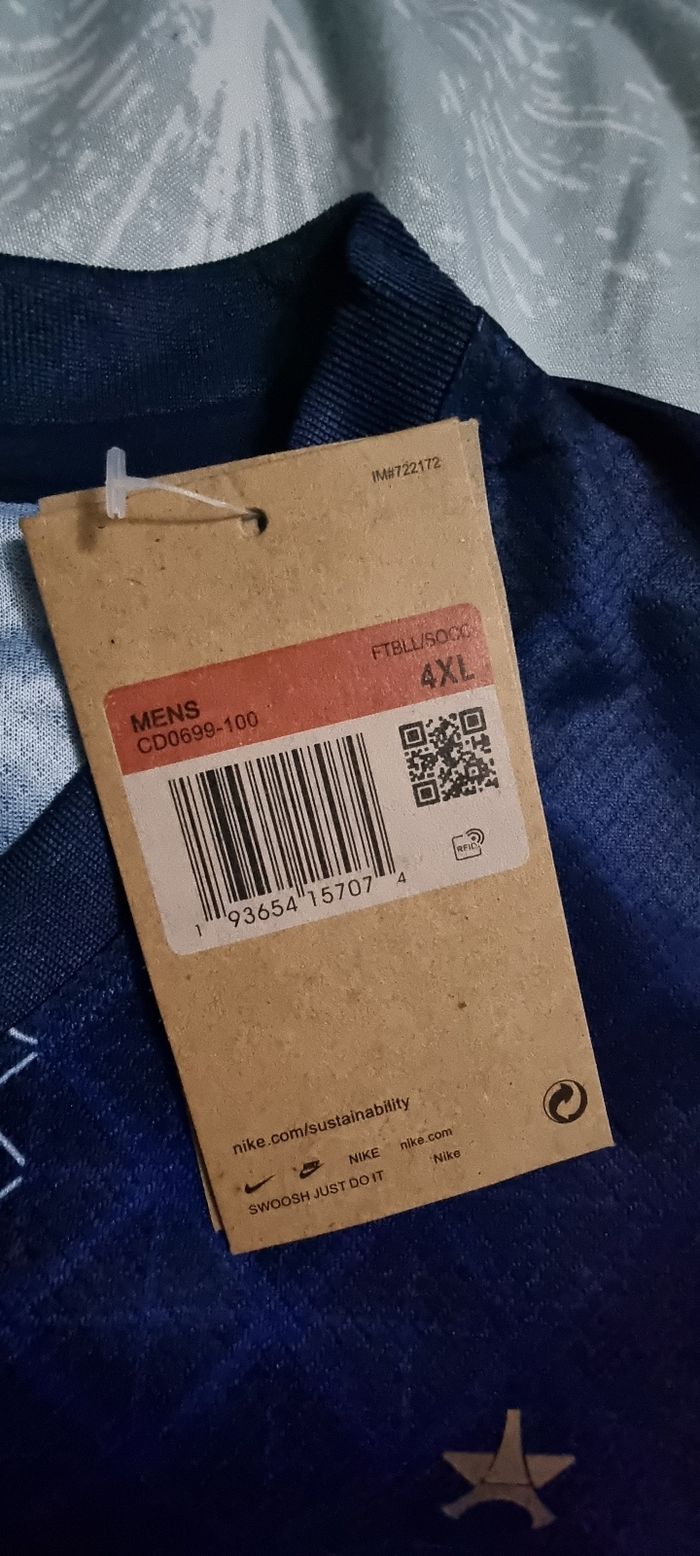 IM#722172
FTBLL/SOCC
4XL
MENS
CD0699-100
RFID
1 93654 15707 4
nike.com/sustainability
NIKE nike.com
SWOOSH JUST DO IT Nike